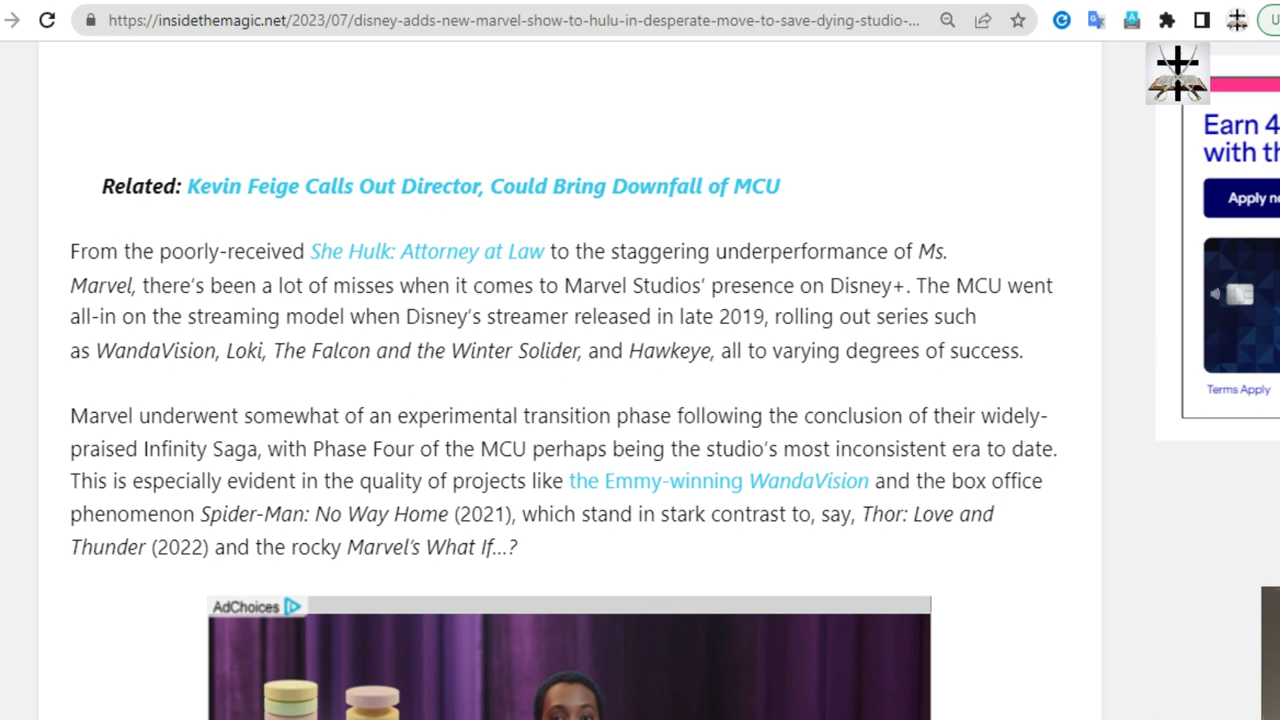 https://insidethemagic.net/2023/07/disney-adds-new-marvel-show-to-hulu-in-desperate-move-to-save-dying-studio-...
Earn 4
with th
Apply n
Terms Apply
Related: Kevin Feige Calls Out Director, Could Bring Downfall of MCU
From the poorly-received She Hulk: Attorney at Law to the staggering underperformance of Ms.
Marvel, there's been a lot of misses when it comes to Marvel Studios' presence on Disney+. The MCU went
all-in on the streaming model when Disney's streamer released in late 2019, rolling out series such
as WandaVision, Loki, The Falcon and the Winter Solider, and Hawkeye, all to varying degrees of success.
Marvel underwent somewhat of an experimental transition phase following the conclusion of their widely-
praised Infinity Saga, with Phase Four of the MCU perhaps being the studio's most inconsistent era to date.
This is especially evident in the quality of projects like the Emmy-winning WandaVision and the box office
phenomenon Spider-Man: No Way Home (2021), which stand in stark contrast to, say, Thor: Love and
Thunder (2022) and the rocky Marvel's What If...?
AdChoices